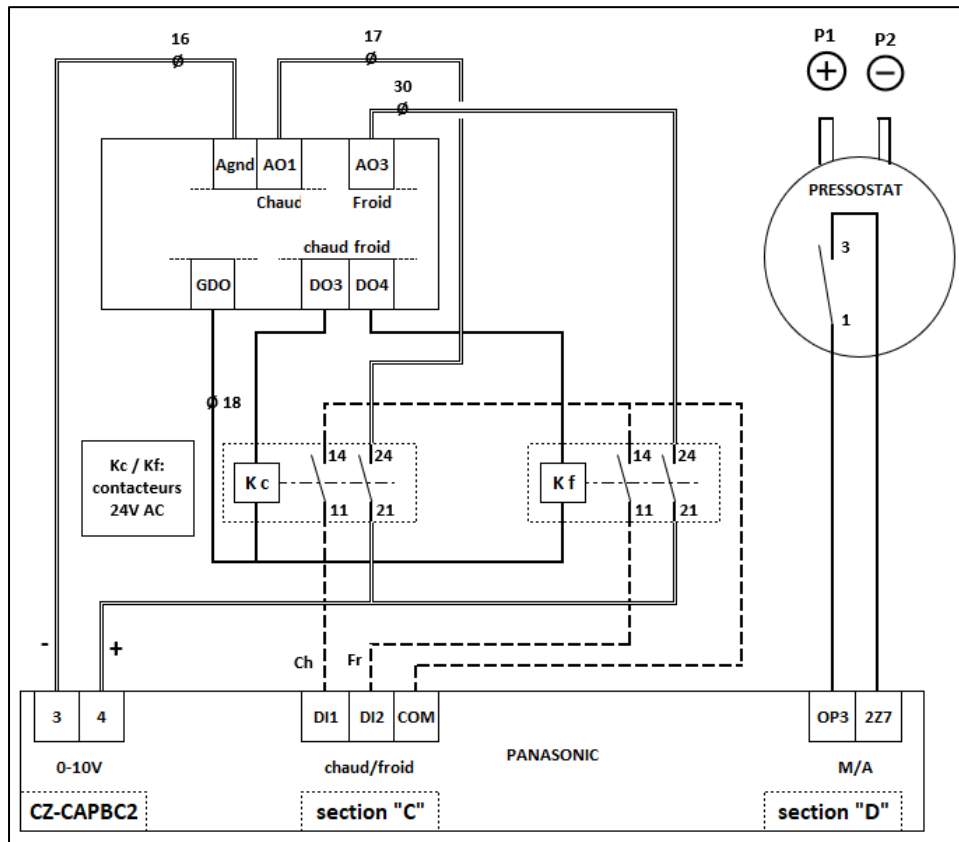 16
17
P1
P2
Ø
Ø
+
−
30
Ø
Agnd
AO1
AO3
PRESSOSTAT
Chaud
Froid
chaud froid
3
GDO
DO3
DO4
1
Ø 18
Kc / Kf:
contacteurs
24V AC
14
24
14
24
K c
K f
11
21
11
21
-
+
Ch
Fr
3
4
DI1
DI2
COM
OP3
2Z7
PANASONIC
0-10V
chaud/froid
M/A
CZ-CAPBC2
section "C"
section "D"